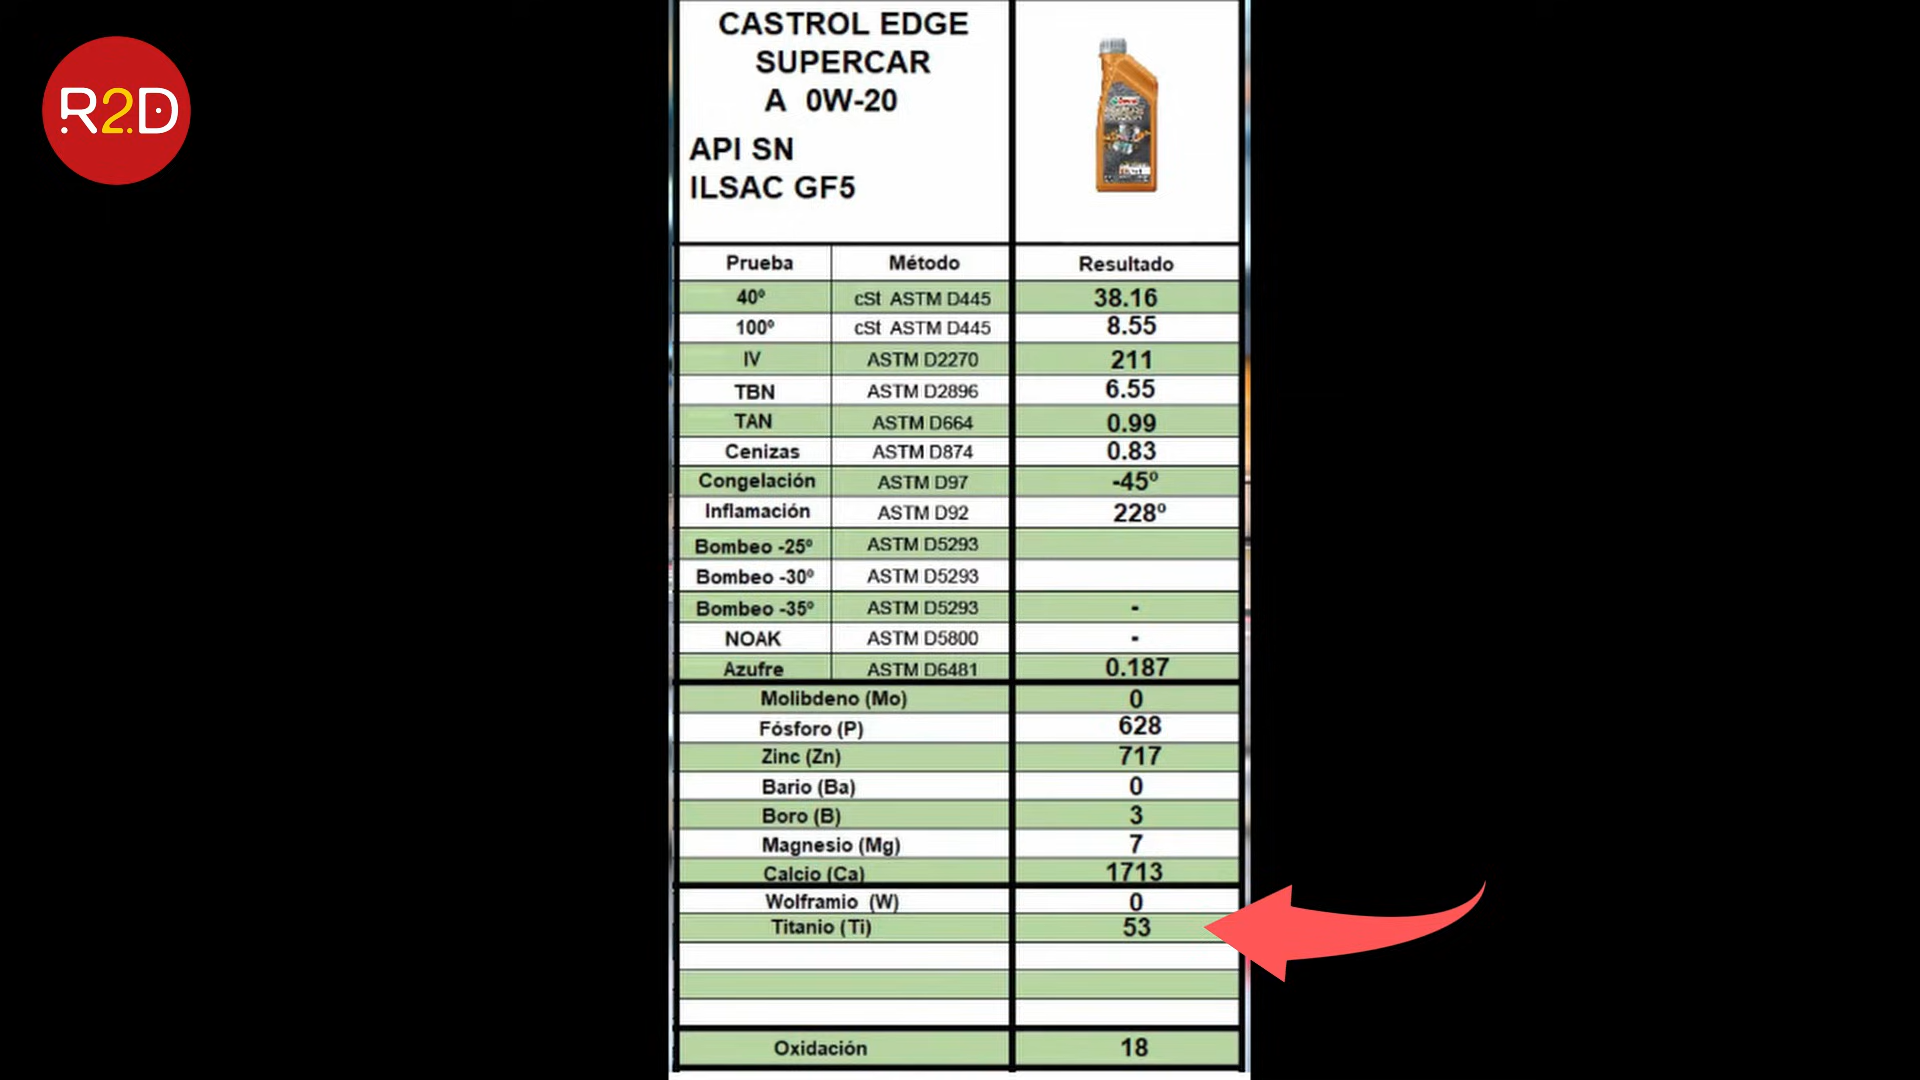 R2D
CASTROL EDGE
SUPERCAR
A 0W-20
API SN
ILSAC GF5
Prueba Método Resultado
40º cSt ASTM D445 38.16
100º cSt ASTM D445 8.55
IV ASTM D2270 211
TBN ASTM D2896 6.55
TAN ASTM D664 0.99
Cenizas ASTM D874 0.83
Congelación ASTM D97 -45º
Inflamación ASTM D92 228º
Bombeo -25º ASTM D5293
Bombeo -30º ASTM D5293
Bombeo -35º ASTM D5293 -
NOAK ASTM D5800 -
Azufre ASTM D6481 0.187
Molibdeno (Mo) 0
Fósforo (P) 628
Zinc (Zn) 717
Bario (Ba) 0
Boro (B) 3
Magnesio (Mg) 7
Calcio (Ca) 1713
Wolframio (W) 0
Titanio (Ti) 53
Oxidación 18